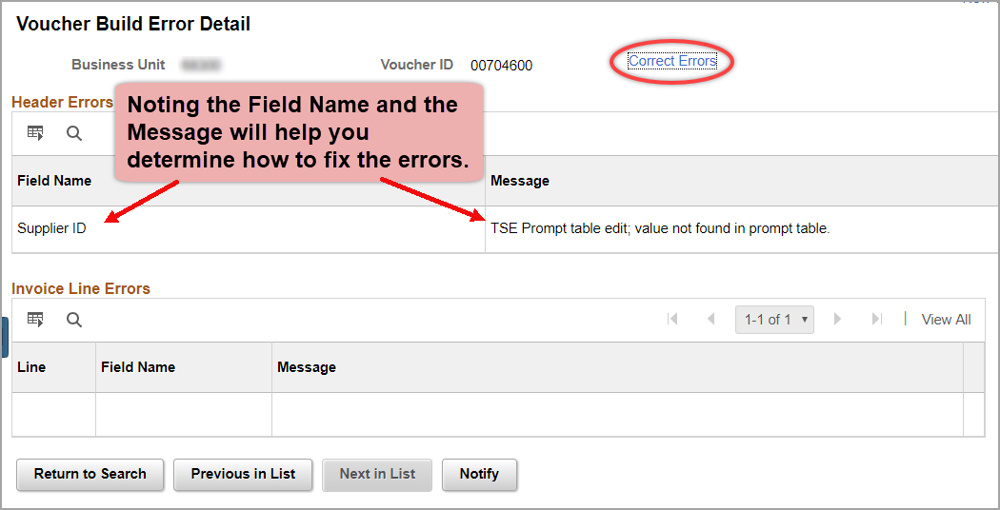 Voucher Build Error Detail
Business Unit
Voucher ID 00704600
Correct Errors
Header Errors
Noting the Field Name and the
Message will help you
determine how to fix the errors.
Field Name
Message
Supplier ID
TSE Prompt table edit; value not found in prompt table.
Invoice Line Errors
1-1 of 1
View All
Line
Field Name
Message
Return to Search
Previous in List
Next in List
Notify